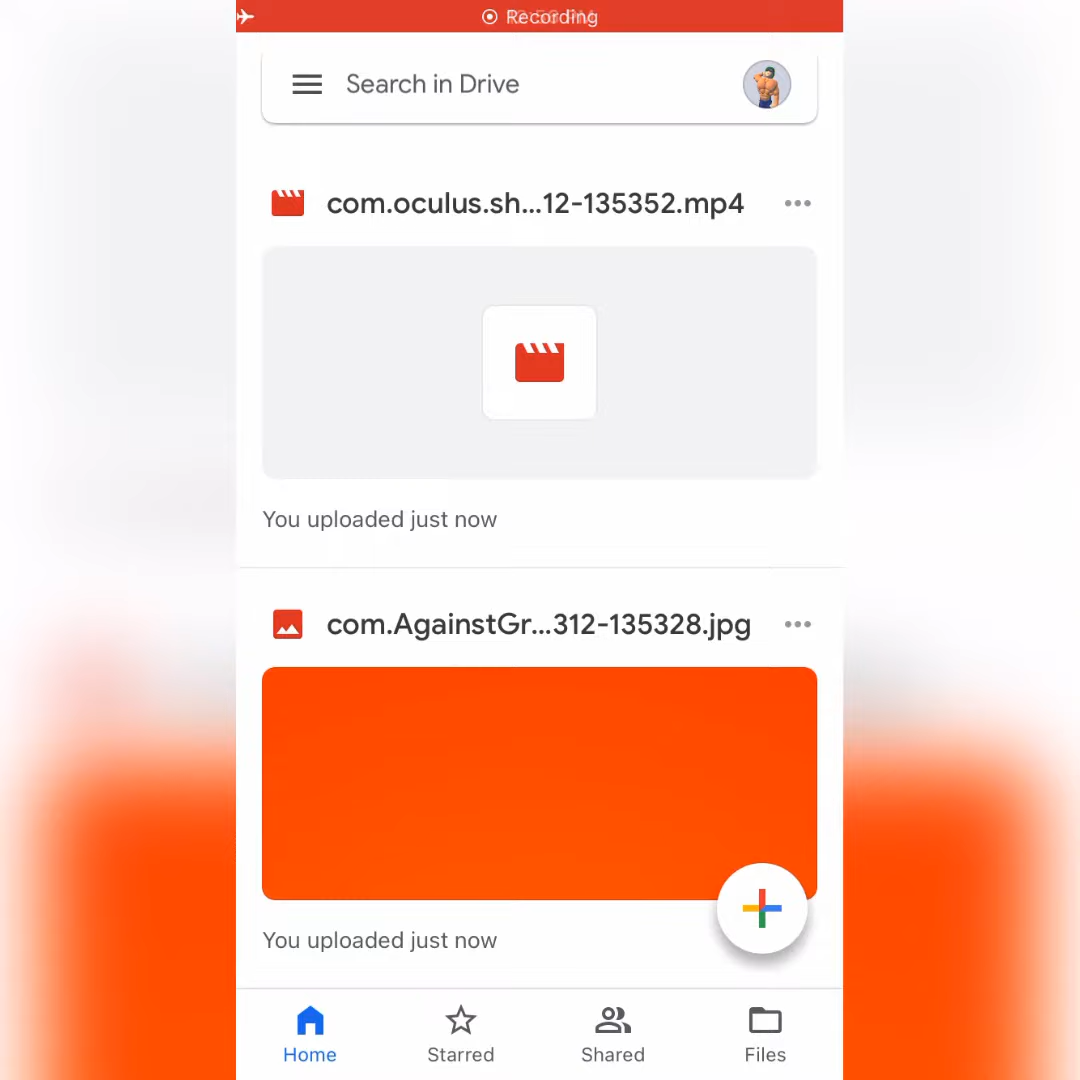 Recording
Search in Drive
com.oculus.sh...12-135352.mp4
You uploaded just now
com.AgainstGr...312-135328.jpg
You uploaded just now
Home
Starred
Shared
Files